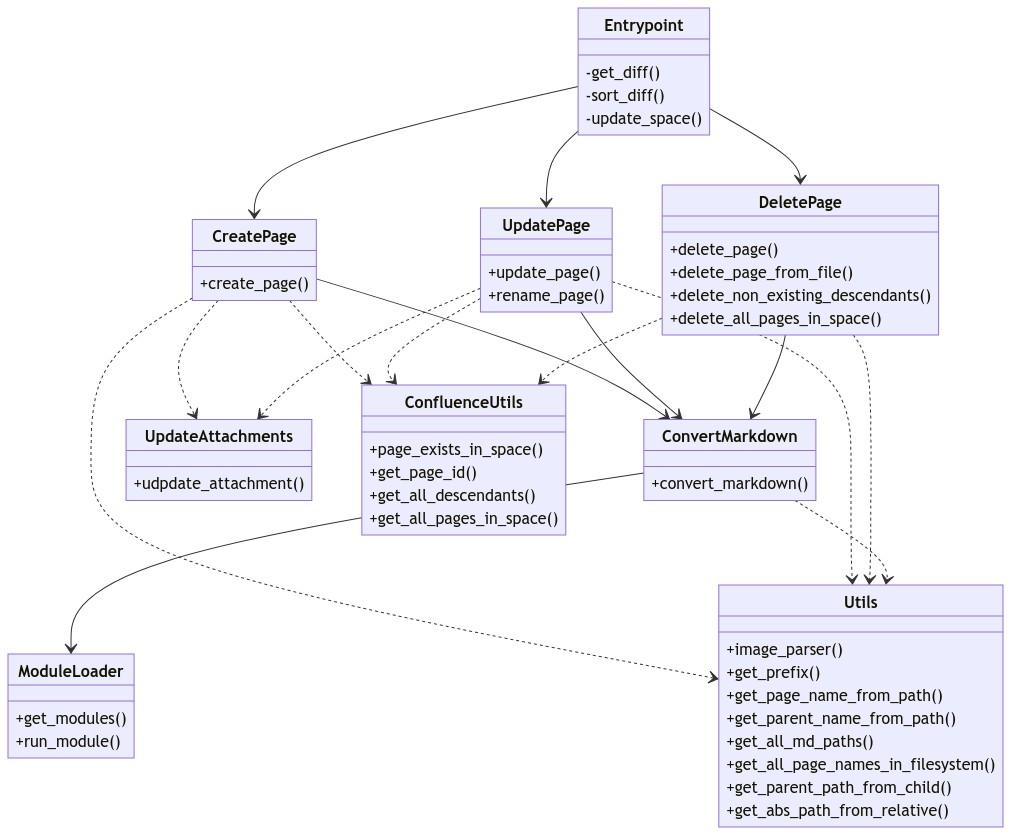 Entrypoint
-get_diff()
-sort_diff()
-update_space()
CreatePage
+create_page()
UpdatePage
+update_page()
+rename_page()
DeletePage
+delete_page()
+delete_page_from_file()
+delete_non_existing_descendants()
+delete_all_pages_in_space()
UpdateAttachments
+udpdate_attachment()
ConfluenceUtils
+page_exists_in_space()
+get_page_id()
+get_all_descendants()
+get_all_pages_in_space()
ConvertMarkdown
+convert_markdown()
ModuleLoader
+get_modules()
+run_module()
Utils
+image_parser()
+get_prefix()
+get_page_name_from_path()
+get_parent_name_from_path()
+get_all_md_paths()
+get_all_page_names_in_filesystem()
+get_parent_path_from_child()
+get_abs_path_from_relative()